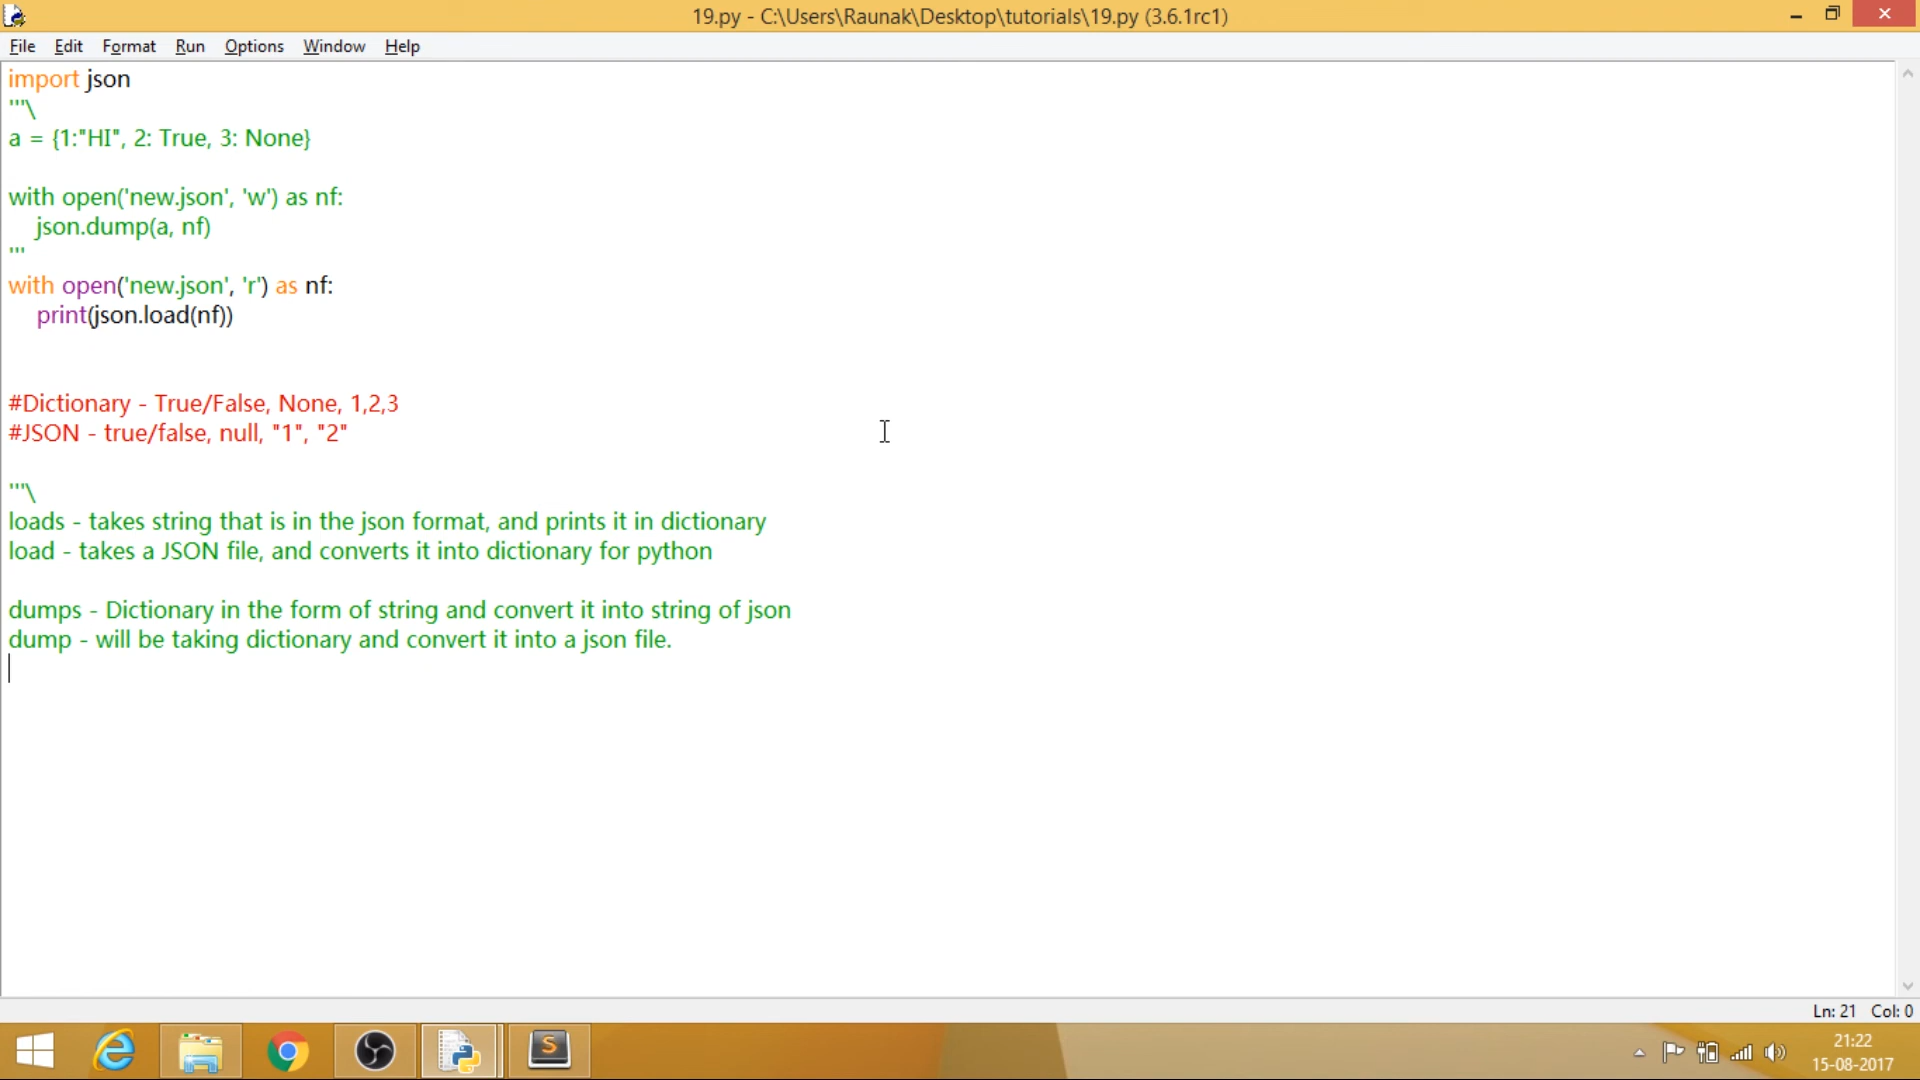 19.py - C:\Users\Raunak\Desktop\tutorials\19.py (3.6.1rc1)
File Edit Format Run Options Window Help
import json
'''\
a = {1:"HI", 2: True, 3: None}
with open('new.json', 'w') as nf:
    json.dump(a, nf)
'''
with open('new.json', 'r') as nf:
    print(json.load(nf))
#Dictionary - True/False, None, 1,2,3
#JSON - true/false, null, "1", "2"
'''\
loads - takes string that is in the json format, and prints it in dictionary
load - takes a JSON file, and converts it into dictionary for python
dumps - Dictionary in the form of string and convert it into string of json
dump - will be taking dictionary and convert it into a json file.
Ln: 21 Col: 0
S
21:22
15-08-2017